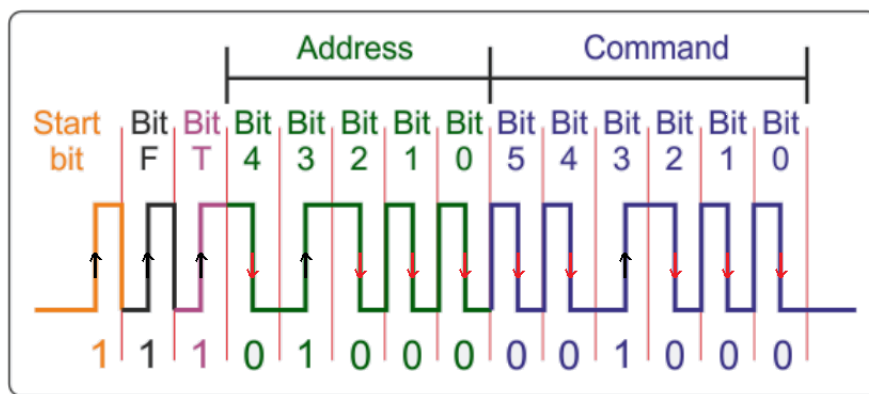 Address Command
Start Bit Bit Bit Bit Bit Bit Bit Bit Bit Bit Bit Bit Bit
bit F T 4 3 2 1 0 5 4 3 2 1 0
1 1 1 0 1 0 0 0 0 0 1 0 0 0